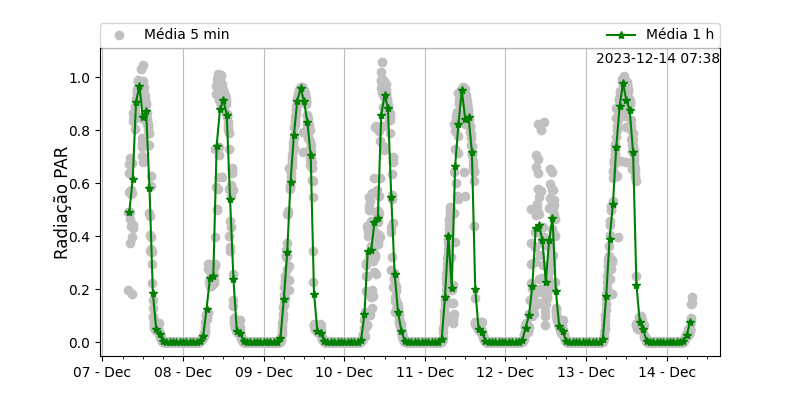 Média 5 min
Média 1 h
2023-12-14 07:38
Radiação PAR
1.0
0.8
0.6
0.4
0.2
0.0
07 - Dec
08 - Dec
09 - Dec
10 - Dec
11 - Dec
12 - Dec
13 - Dec
14 - Dec